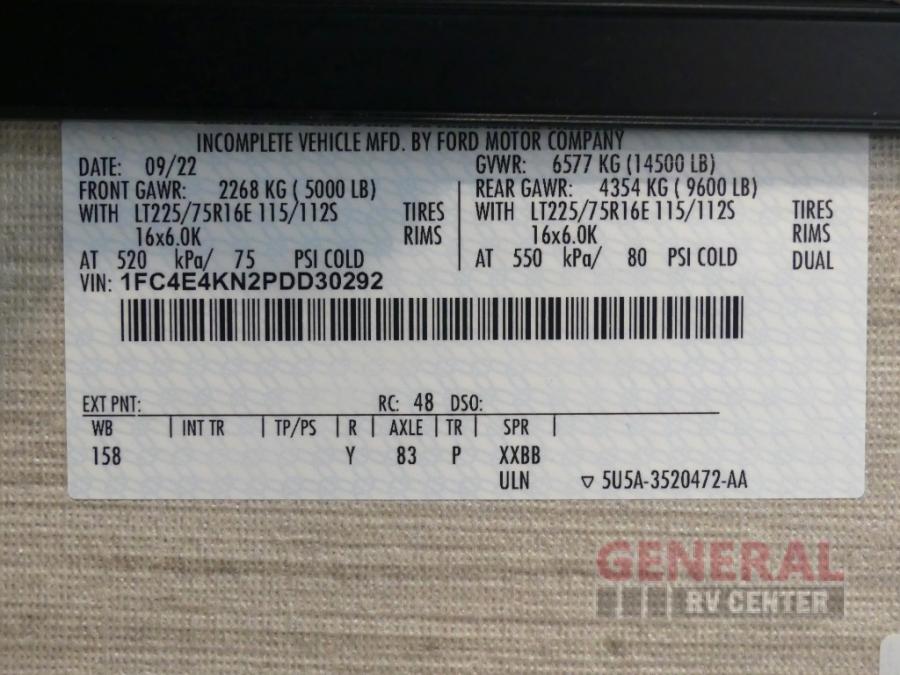 INCOMPLETE VEHICLE MFD. BY FORD MOTOR COMPANY
DATE: 09/22 GVWR: 6577 KG (14500 LB)
FRONT GAWR: 2268 KG ( 5000 LB) REAR GAWR: 4354 KG ( 9600 LB)
WITH LT225/75R16E 115/112S TIRES WITH LT225/75R16E 115/112S TIRES
16x6.0K RIMS 16x6.0K RIMS
AT 520 kPa/ 75 PSI COLD AT 550 kPa/ 80 PSI COLD DUAL
VIN: 1FC4E4KN2PDD30292
EXT PNT: RC: 48 DSO:
WB INT TR TP/PS R AXLE TR SPR
158 Y 83 P XXBB
ULN ▽ 5U5A-3520472-AA
GENERAL
RV CENTER